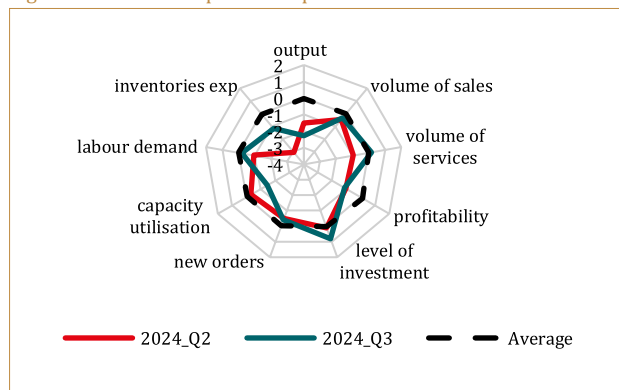 output
volume of sales
volume of
services
profitability
level of
investment
new orders
capacity
utilisation
labour demand
inventories exp
2
1
0
-1
-2
-3
-4
2024_Q2
2024_Q3
Average